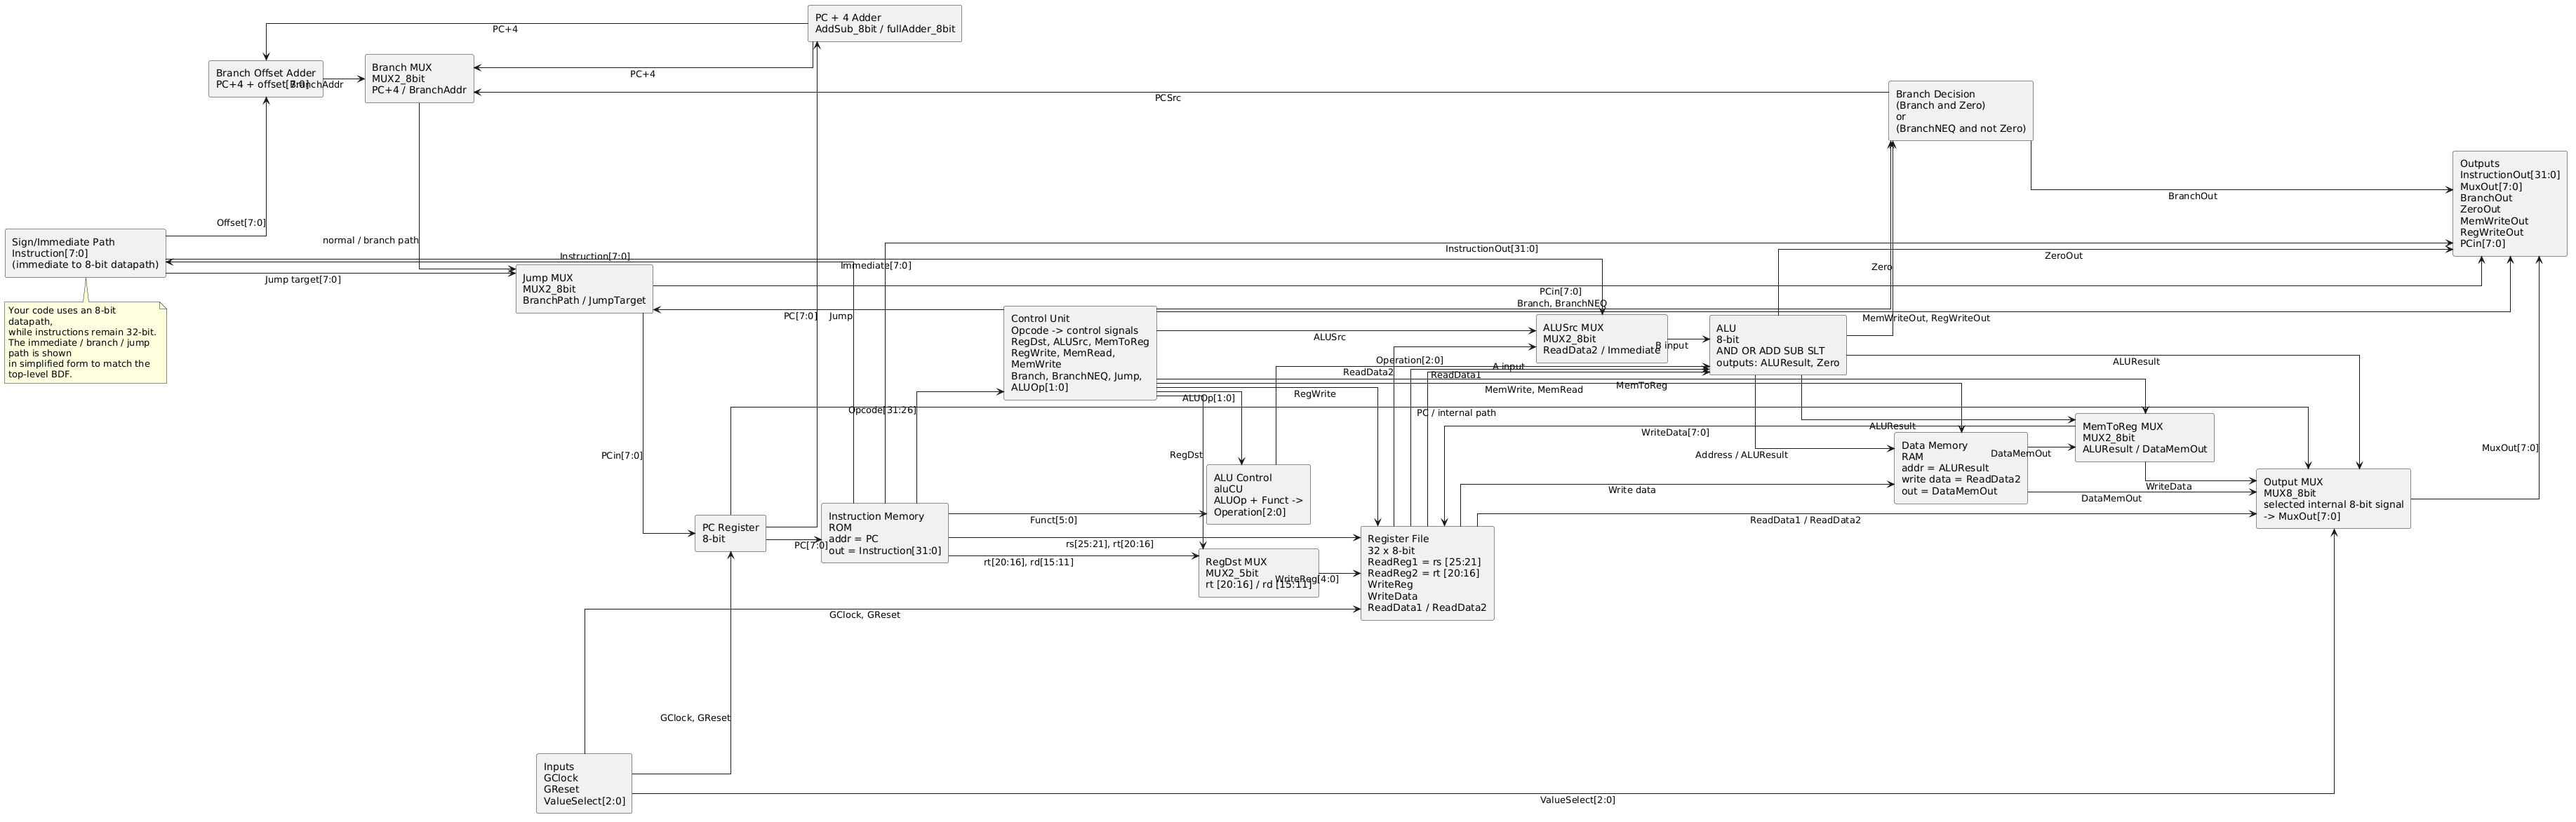 PC + 4 Adder
AddSub_8bit / fullAdder_8bit
PC+4
Branch Offset Adder
PC+4 + offset[7:0]
BranchAddr
Branch MUX
MUX2_8bit
PC+4 / BranchAddr
PC+4
PCSrc
Branch Decision
(Branch and Zero)
or
(BranchNEQ and not Zero)
BranchOut
Outputs
InstructionOut[31:0]
MuxOut[7:0]
BranchOut
ZeroOut
MemWriteOut
RegWriteOut
PCin[7:0]
Offset[7:0]
Sign/Immediate Path
Instruction[7:0]
(immediate to 8-bit datapath)
normal / branch path
Instruction[7:0]
Immediate[7:0]
InstructionOut[31:0]
Zero
ZeroOut
Jump target[7:0]
Jump MUX
MUX2_8bit
BranchPath / JumpTarget
PCin[7:0]
Branch, BranchNEQ
PC[7:0]
Jump
MemWriteOut, RegWriteOut
Your code uses an 8-bit
datapath,
while instructions remain 32-bit.
The immediate / branch / jump
path is shown
in simplified form to match the
top-level BDF.
Control Unit
Opcode -> control signals
RegDst, ALUSrc, MemToReg
RegWrite, MemRead,
MemWrite
Branch, BranchNEQ, Jump,
ALUOp[1:0]
ALUSrc
ALUSrc MUX
MUX2_8bit
ReadData2 / Immediate
B input
ALU
8-bit
AND OR ADD SUB SLT
outputs: ALUResult, Zero
Operation[2:0]
A input
ReadData2
ReadData1
ALUResult
MemToReg
MemWrite, MemRead
RegWrite
ALUOp[1:0]
Opcode[31:26]
PC / internal path
ALUResult
WriteData[7:0]
MemToReg MUX
MUX2_8bit
ALUResult / DataMemOut
PCin[7:0]
RegDst
Address / ALUResult
Data Memory
RAM
addr = ALUResult
write data = ReadData2
out = DataMemOut
DataMemOut
MuxOut[7:0]
ALU Control
aluCU
ALUOp + Funct ->
Operation[2:0]
Write data
WriteData
DataMemOut
Output MUX
MUX8_8bit
selected internal 8-bit signal
-> MuxOut[7:0]
PC Register
8-bit
PC[7:0]
Instruction Memory
ROM
addr = PC
out = Instruction[31:0]
Funct[5:0]
rs[25:21], rt[20:16]
rt[20:16], rd[15:11]
ReadData1 / ReadData2
RegDst MUX
MUX2_5bit
rt [20:16] / rd [15:11]
WriteReg[4:0]
Register File
32 x 8-bit
ReadReg1 = rs [25:21]
ReadReg2 = rt [20:16]
WriteReg
WriteData
ReadData1 / ReadData2
GClock, GReset
GClock, GReset
Inputs
GClock
GReset
ValueSelect[2:0]
ValueSelect[2:0]